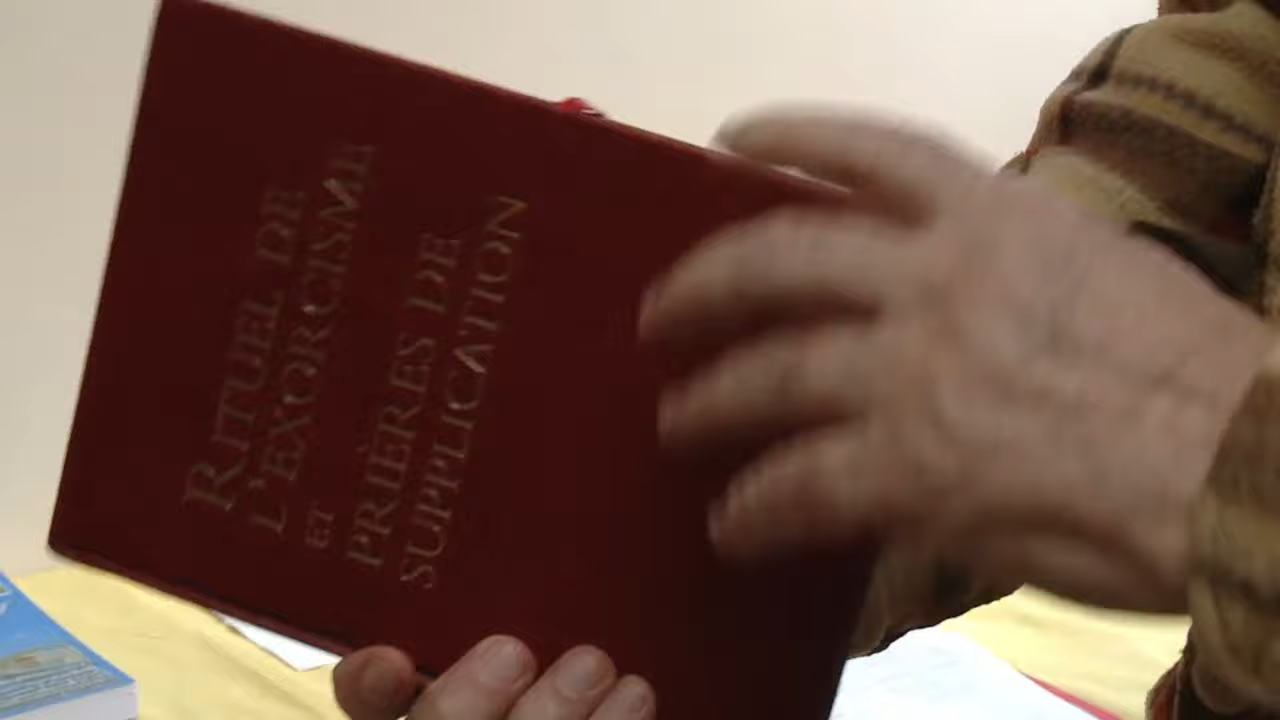 RITUEL DE
L'EXORCISME
ET
PRIÈRES DE
SUPPLICATION